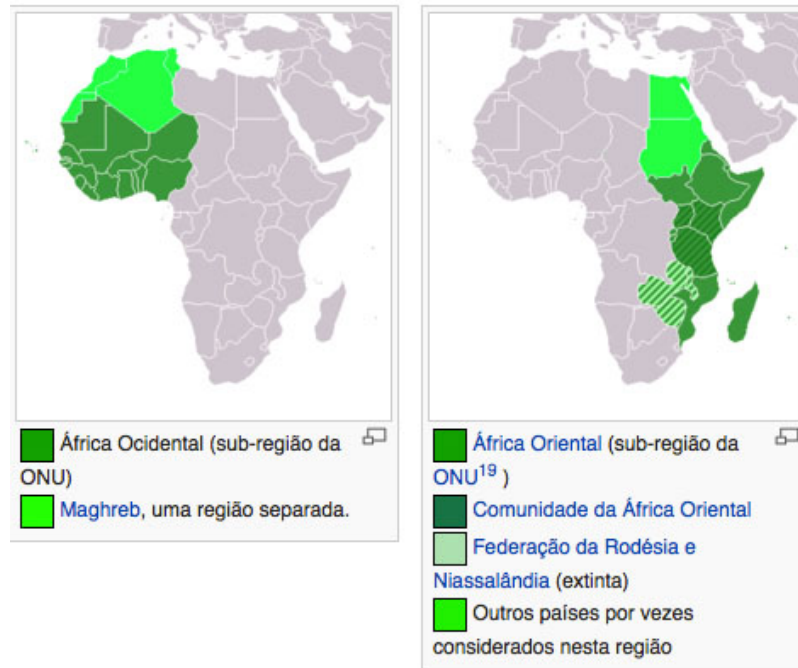 África Ocidental (sub-região da
ONU)
Maghreb, uma região separada.
África Oriental (sub-região da
ONU19 )
Comunidade da África Oriental
Federação da Rodésia e
Niassalândia (extinta)
Outros países por vezes
considerados nesta região